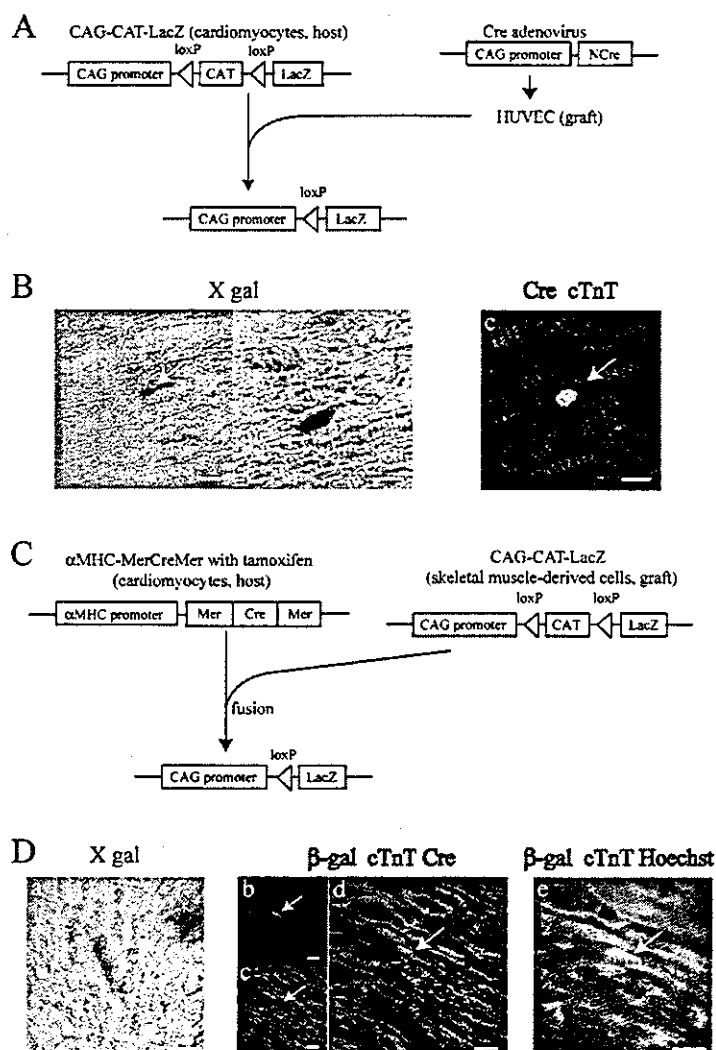 A
CAG-CAT-LacZ (cardiomyocytes, host)
loxP loxP
CAG promoter CAT LacZ
Cre adenovirus
CAG promoter NCre
HUVEC (graft)
loxP
CAG promoter LacZ
B
X gal
Cre cTnT
c
C
αMHC-MerCreMer with tamoxifen
(cardiomyocytes, host)
αMHC promoter Mer Cre Mer
CAG-CAT-LacZ
(sketetal muscle-derived cells, graft)
loxP loxP
CAG promoter CAT LacZ
fusion
loxP
CAG promoter LacZ
D
X gal
β-gal cTnT Cre
β-gal cTnT Hoechst
b
d
e
c